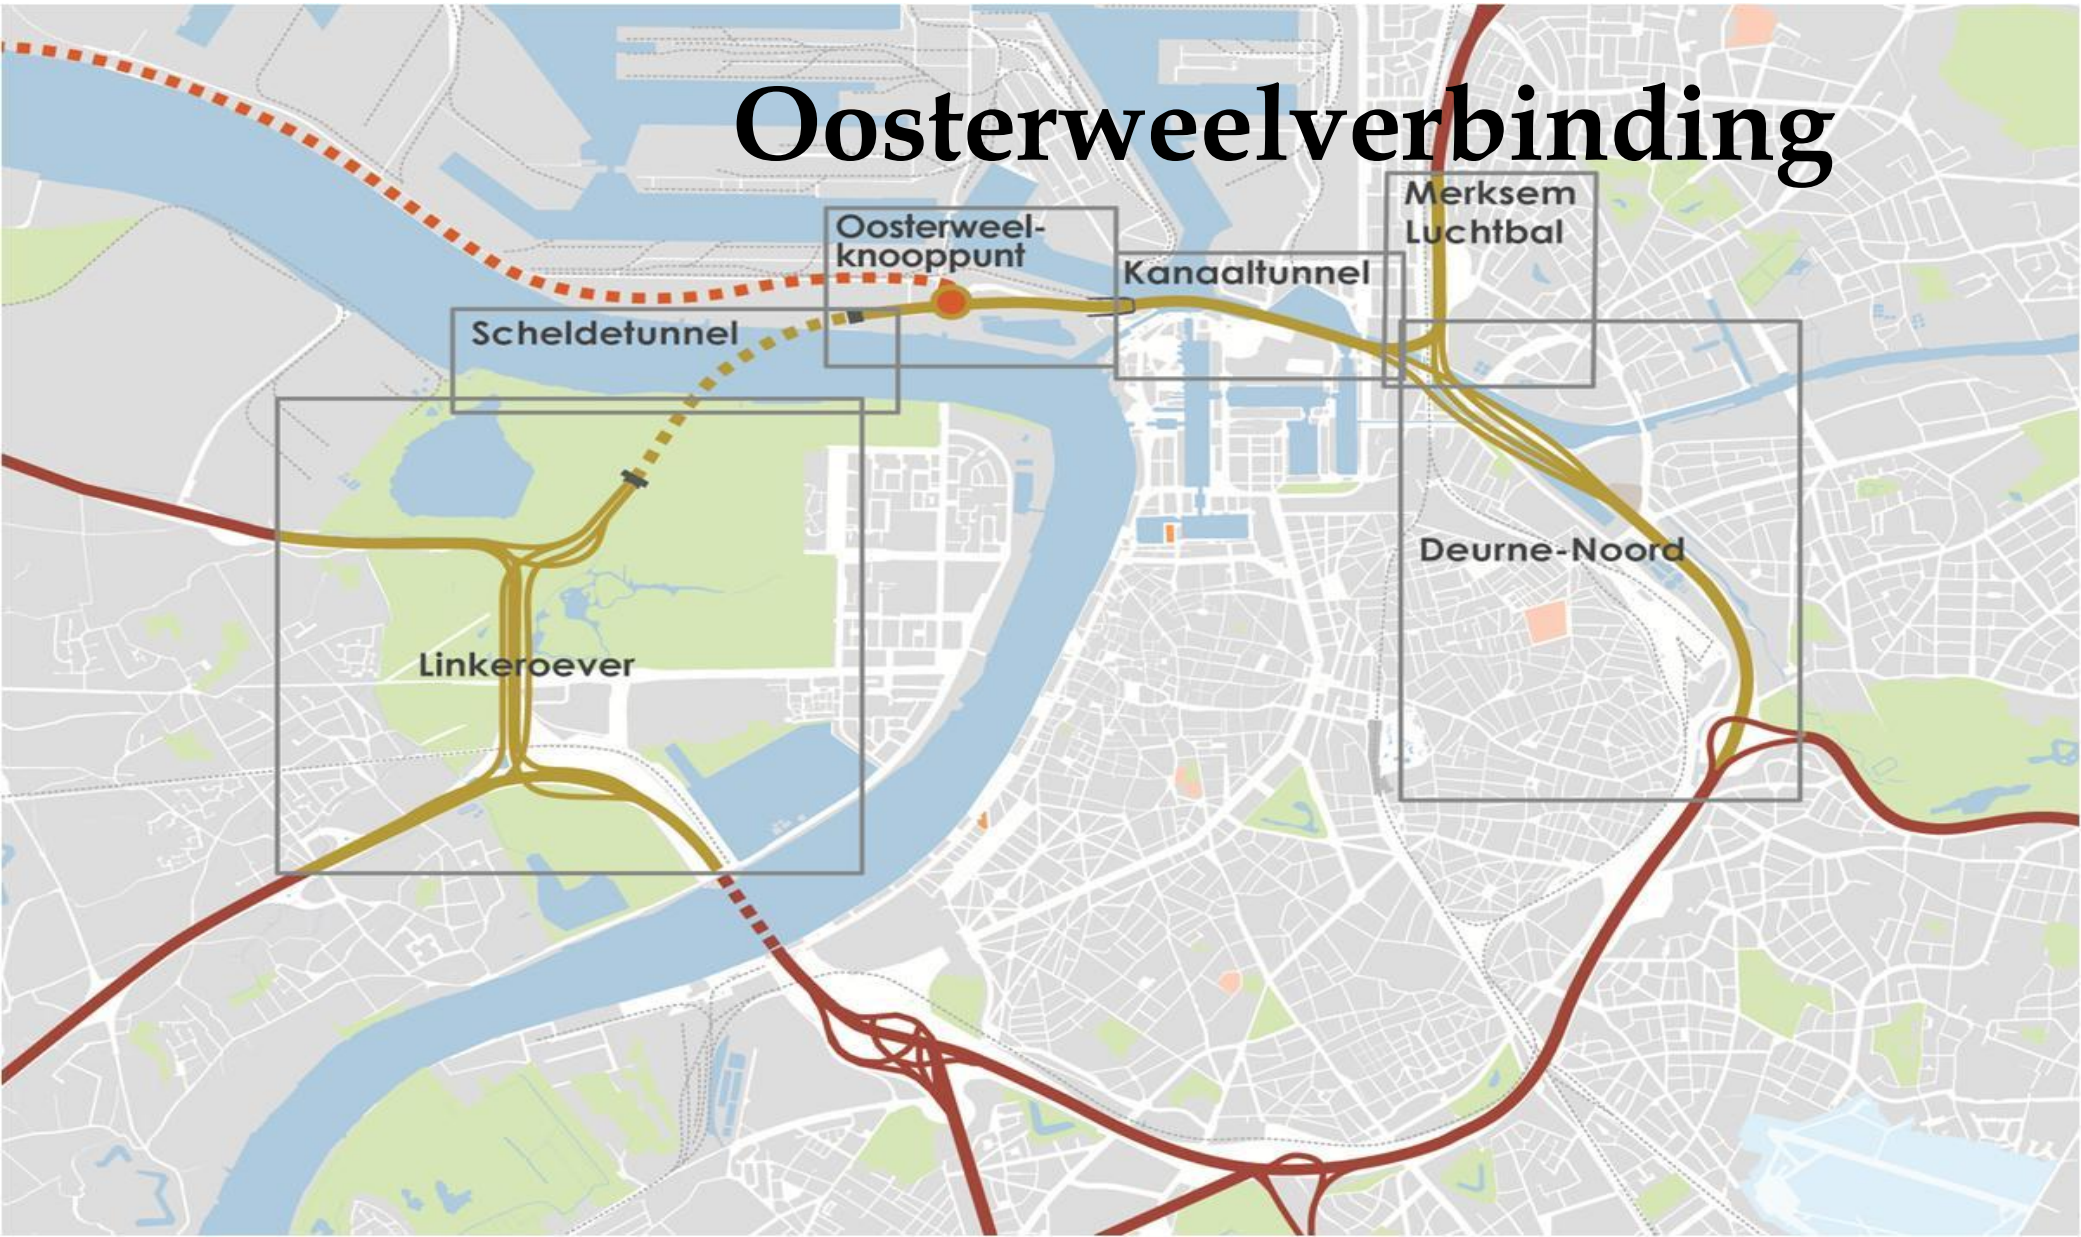 Oosterweelverbinding
Merksem
Luchtbal
Oosterweel-
knooppunt
Kanaaltunnel
Scheldetunnel
Deurne-Noord
Linkeroever